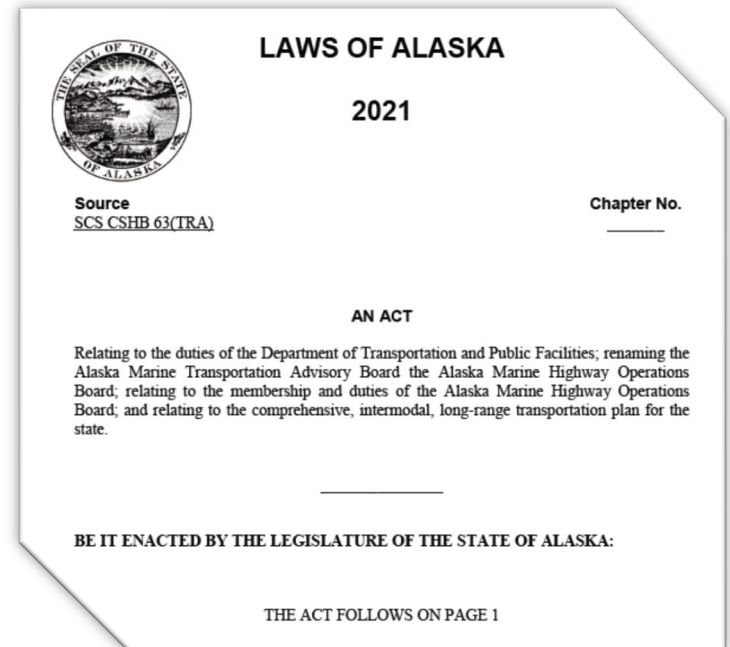 LAWS OF ALASKA
2021
THE SEAL OF THE STATE
OF ALASKA
Source
SCS CSHB 63(TRA)
Chapter No.
AN ACT
Relating to the duties of the Department of Transportation and Public Facilities; renaming the
Alaska Marine Transportation Advisory Board the Alaska Marine Highway Operations
Board; relating to the membership and duties of the Alaska Marine Highway Operations
Board; and relating to the comprehensive, intermodal, long-range transportation plan for the
state.
BE IT ENACTED BY THE LEGISLATURE OF THE STATE OF ALASKA:
THE ACT FOLLOWS ON PAGE 1